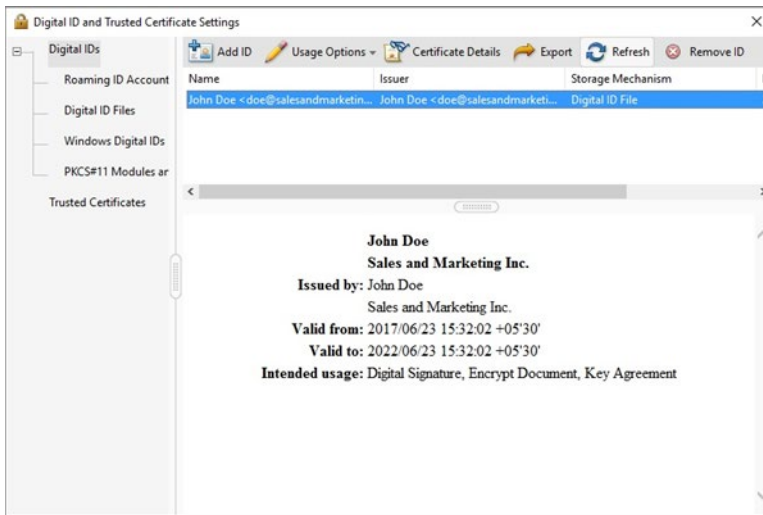 Digital ID and Trusted Certificate Settings
Digital IDs
Roaming ID Account
Digital ID Files
Windows Digital IDs
PKCS#11 Modules ar
Trusted Certificates
Add ID Usage Options Certificate Details Export Refresh Remove ID
Name Issuer Storage Mechanism
John Doe <doe@salesandmarketin... John Doe <doe@salesandmarketi... Digital ID File
John Doe
Sales and Marketing Inc.
Issued by: John Doe
Sales and Marketing Inc.
Valid from: 2017/06/23 15:32:02 +05'30'
Valid to: 2022/06/23 15:32:02 +05'30'
Intended usage: Digital Signature, Encrypt Document, Key Agreement